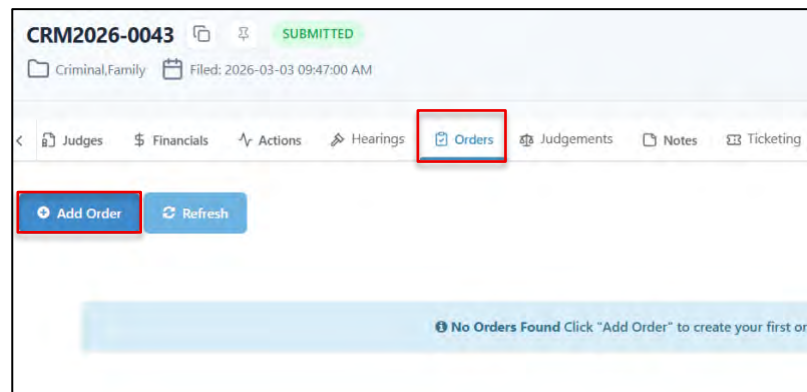 CRM2026-0043 SUBMITTED
Criminal,Family Filed: 2026-03-03 09:47:00 AM
Judges $ Financials Actions Hearings Orders Judgements Notes Ticketing
Add Order Refresh
No Orders Found Click "Add Order" to create your first or